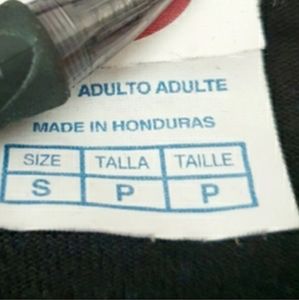 ADULTO ADULTE
MADE IN HONDURAS
SIZE TALLA TAILLE
S P P